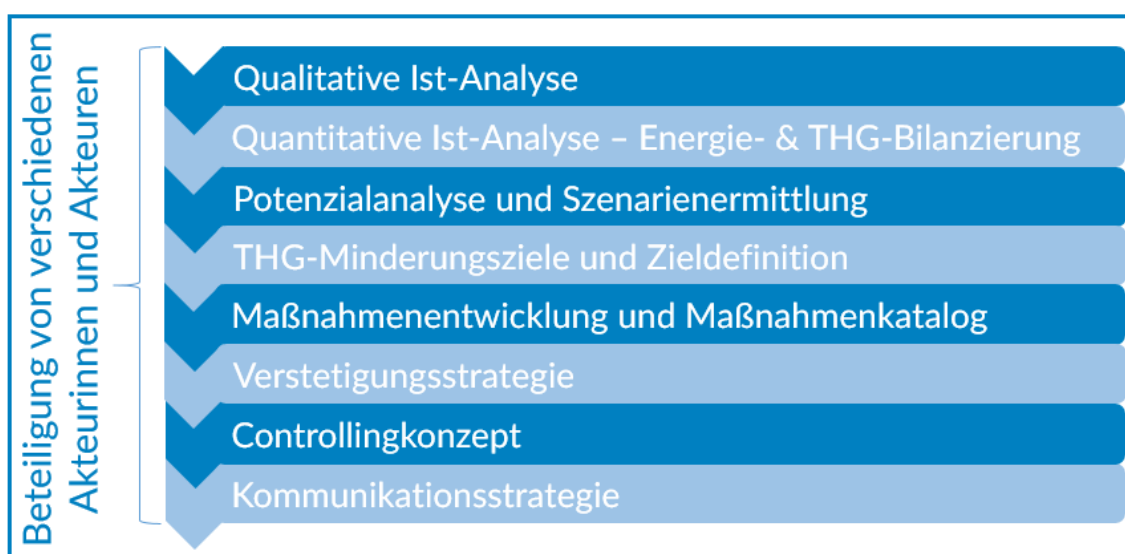 Beteiligung von verschiedenen
Akteurinnen und Akteuren
Qualitative Ist-Analyse
Quantitative Ist-Analyse – Energie- & THG-Bilanzierung
Potenzialanalyse und Szenarienermittlung
THG-Minderungsziele und Zieldefinition
Maßnahmenentwicklung und Maßnahmenkatalog
Verstetigungsstrategie
Controllingkonzept
Kommunikationsstrategie